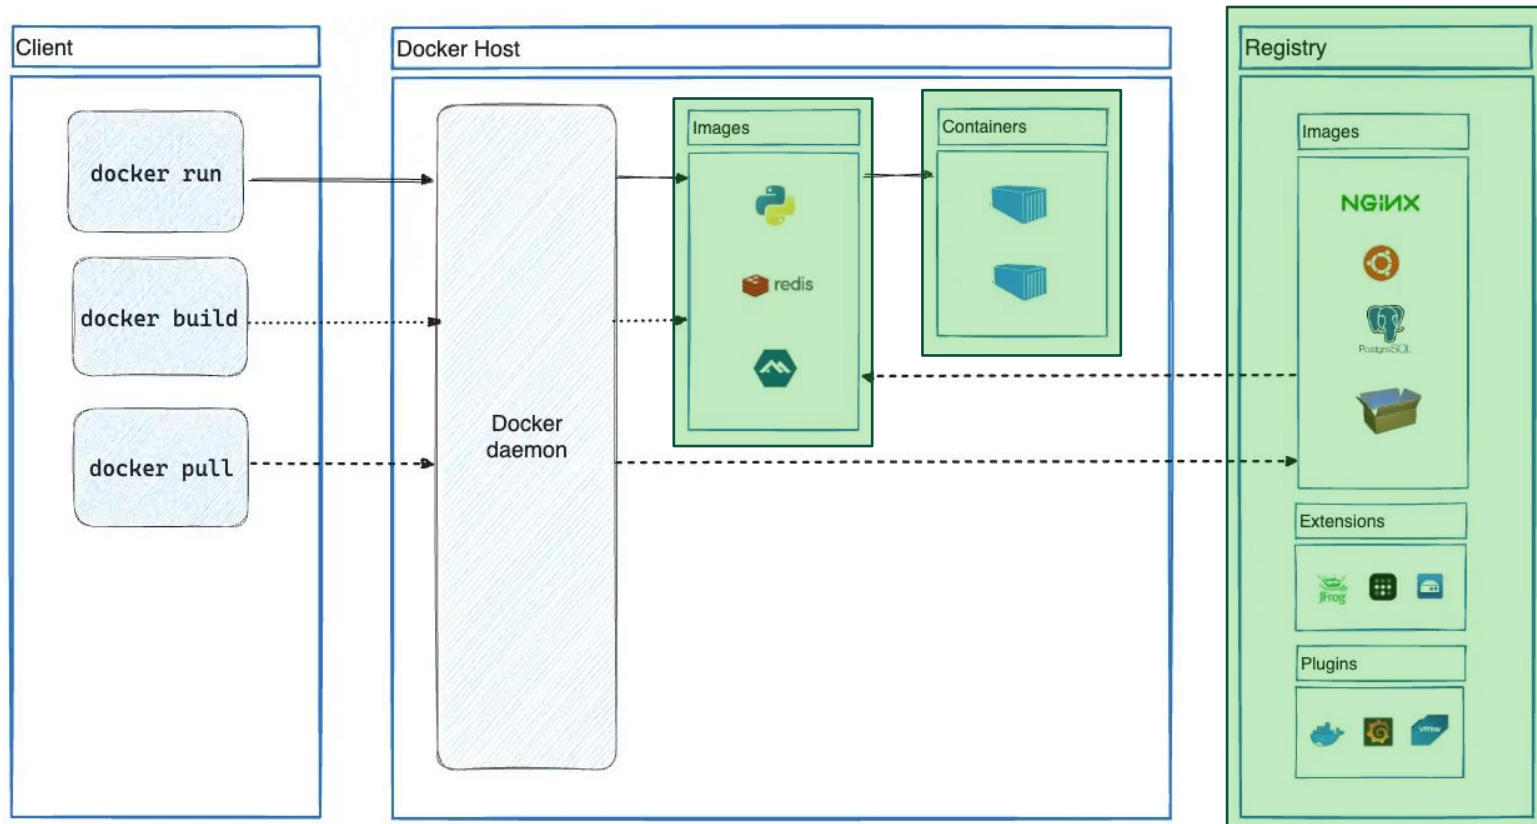 Client
docker run
docker build
docker pull
Docker Host
Docker
daemon
Images
redis
Containers
Registry
Images
NGINX
PostgreSQL
Extensions
JFrog
Plugins
vmw